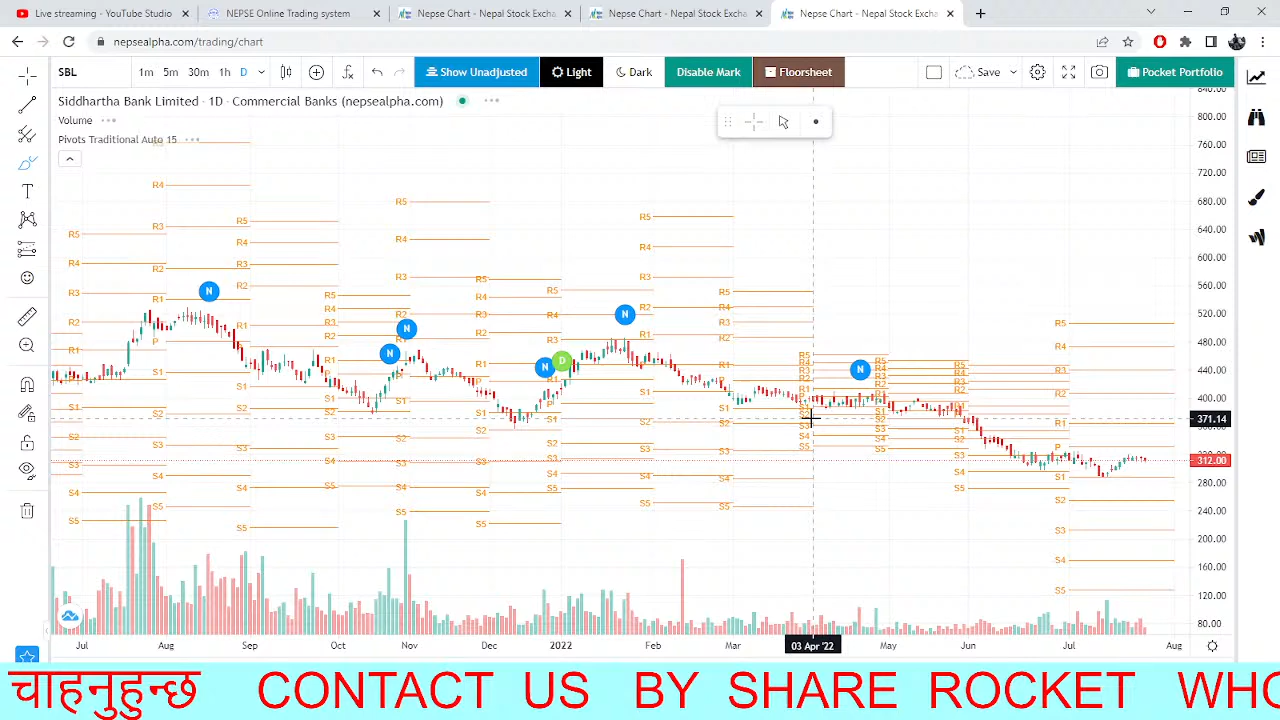 Live streaming - YouTube Studio
NEPSE Online Trading system
Nepse Chart - Nepal Stock Excha
Nepse Chart - Nepal Stock Excha
Nepse Chart - Nepal Stock Excha
nepsealpha.com/trading/chart
SBL 1m 5m 30m 1h D Show Unadjusted Light Dark Disable Mark Floorsheet Save Pocket Portfolio
Siddhartha Bank Limited · 1D · Commercial Banks (nepsealpha.com)
Volume
Pivots Traditional Auto 15
840.00
800.00
760.00
720.00
680.00
640.00
600.00
560.00
520.00
480.00
440.00
400.00
371.14
312.00
280.00
240.00
200.00
160.00
120.00
80.00
Jul Aug Sep Oct Nov Dec 2022 Feb Mar 03 Apr '22 May Jun Jul Aug
चाहनुहुन्छ CONTACT US BY SHARE ROCKET WHO